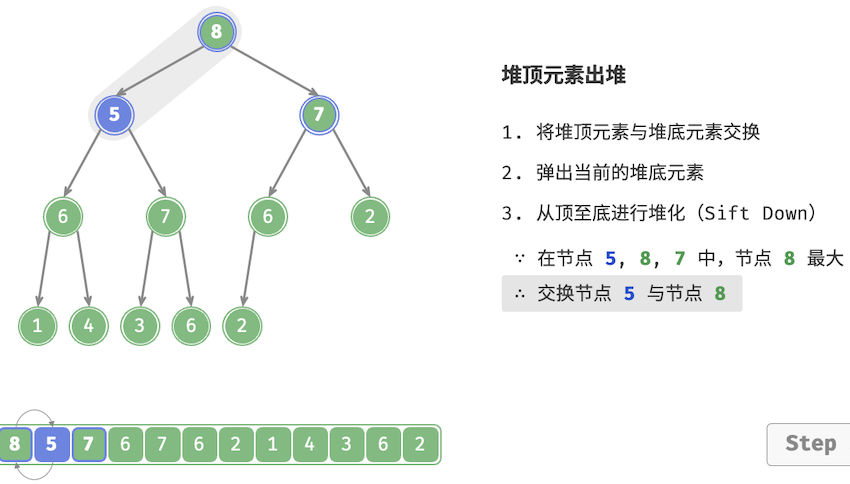 8
堆顶元素出堆
5 7
1. 将堆顶元素与堆底元素交换
2. 弹出当前的堆底元素
6 7 6 2
3. 从顶至底进行堆化（Sift Down）
∵ 在节点 5, 8, 7 中，节点 8 最大
∴ 交换节点 5 与节点 8
1 4 3 6 2
8 5 7 6 7 6 2 1 4 3 6 2
Step